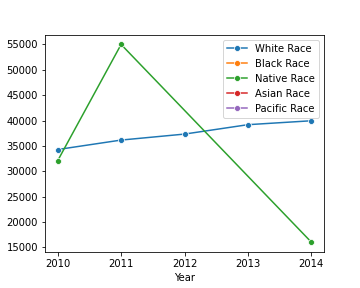 55000
50000
45000
40000
35000
30000
25000
20000
15000
White Race
Black Race
Native Race
Asian Race
Pacific Race
2010 2011 2012 2013 2014
Year